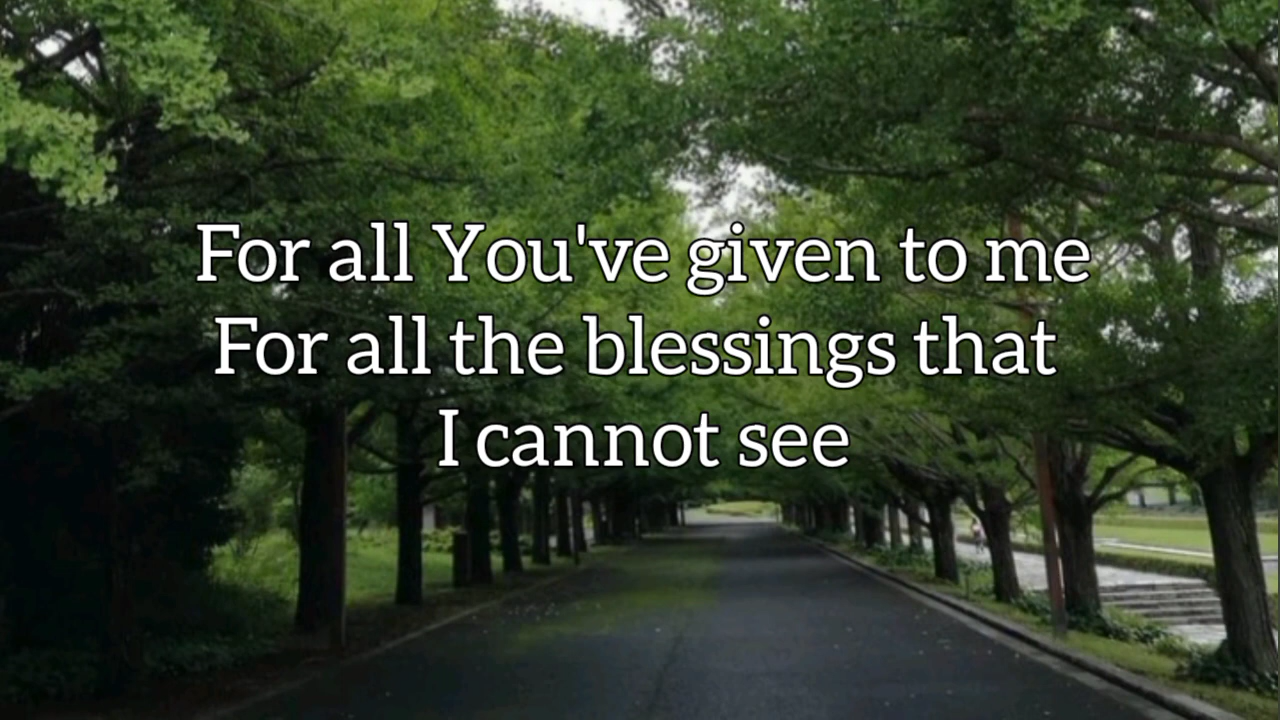 For all You've given to me
For all the blessings that
I cannot see